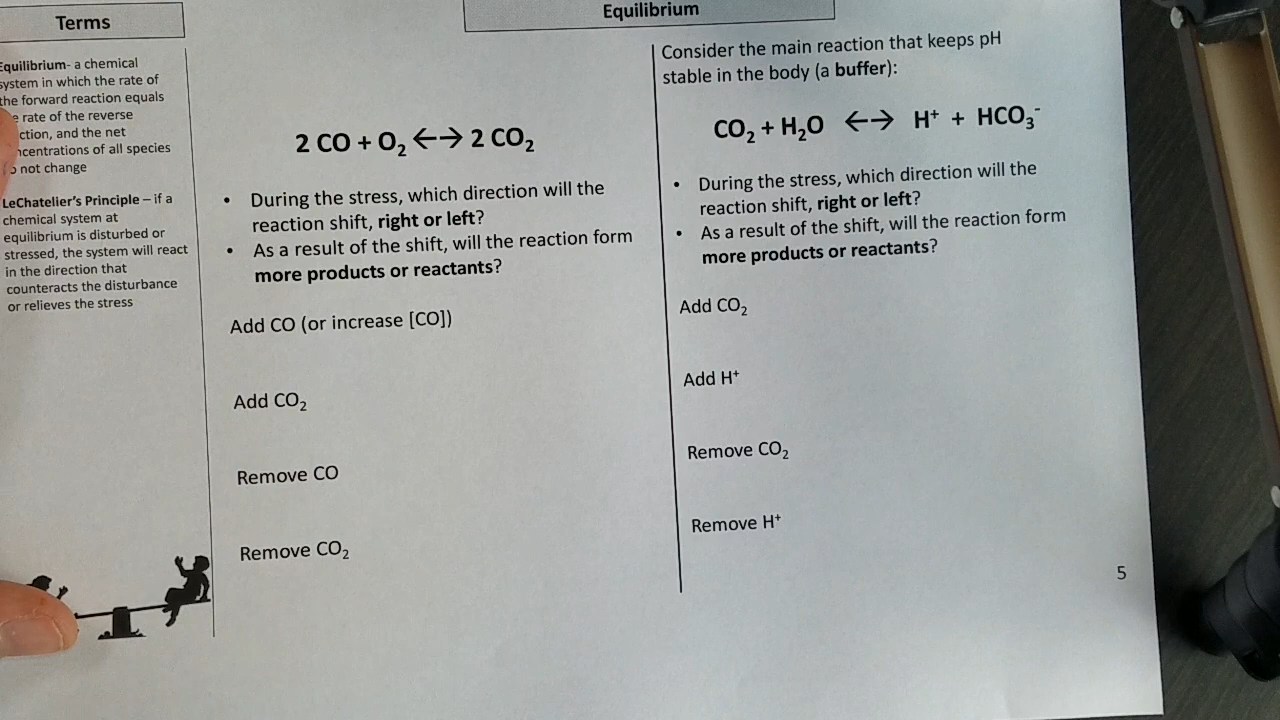 Terms
Equilibrium
Equilibrium- a chemical
system in which the rate of
the forward reaction equals
rate of the reverse
and the net
of all species
not change
LeChatelier's Principle – if a
chemical system at
equilibrium is disturbed or
stressed, the system will react
in the direction that
counteracts the disturbance
or relieves the stress
2 CO + O₂ ⟷ 2 CO₂
• During the stress, which direction will the
reaction shift, right or left?
• As a result of the shift, will the reaction form
more products or reactants?
Add CO (or increase [CO])
Add CO₂
Remove CO
Remove CO₂
Consider the main reaction that keeps pH
stable in the body (a buffer):
CO₂ + H₂O ⟷ H⁺ + HCO₃⁻
• During the stress, which direction will the
reaction shift, right or left?
• As a result of the shift, will the reaction form
more products or reactants?
Add CO₂
Add H⁺
Remove CO₂
Remove H⁺
5